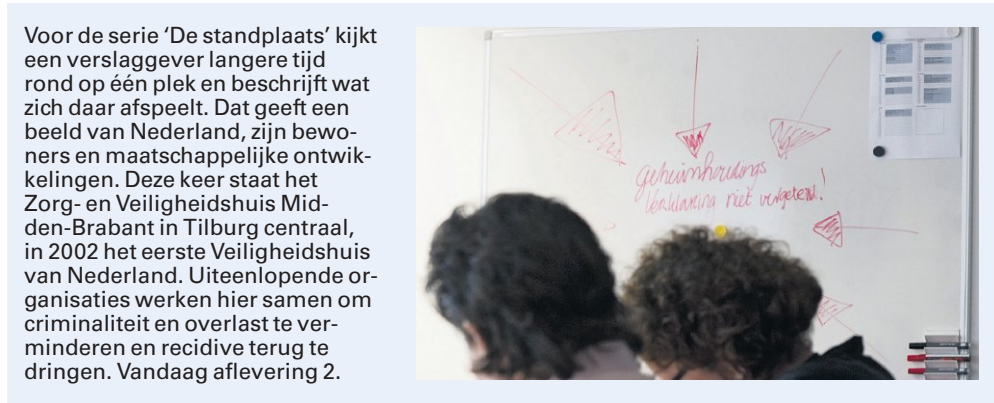 Voor de serie ‘De standplaats’ kijkt
een verslaggever langere tijd
rond op één plek en beschrijft wat
zich daar afspeelt. Dat geeft een
beeld van Nederland, zijn bewo-
ners en maatschappelijke ontwik-
kelingen. Deze keer staat het
Zorg- en Veiligheidshuis Mid-
den-Brabant in Tilburg centraal,
in 2002 het eerste Veiligheidshuis
van Nederland. Uiteenlopende or-
ganisaties werken hier samen om
criminaliteit en overlast te ver-
minderen en recidive terug te
dringen. Vandaag aflevering 2.
geheimhoudings
verklaring niet vergeten!